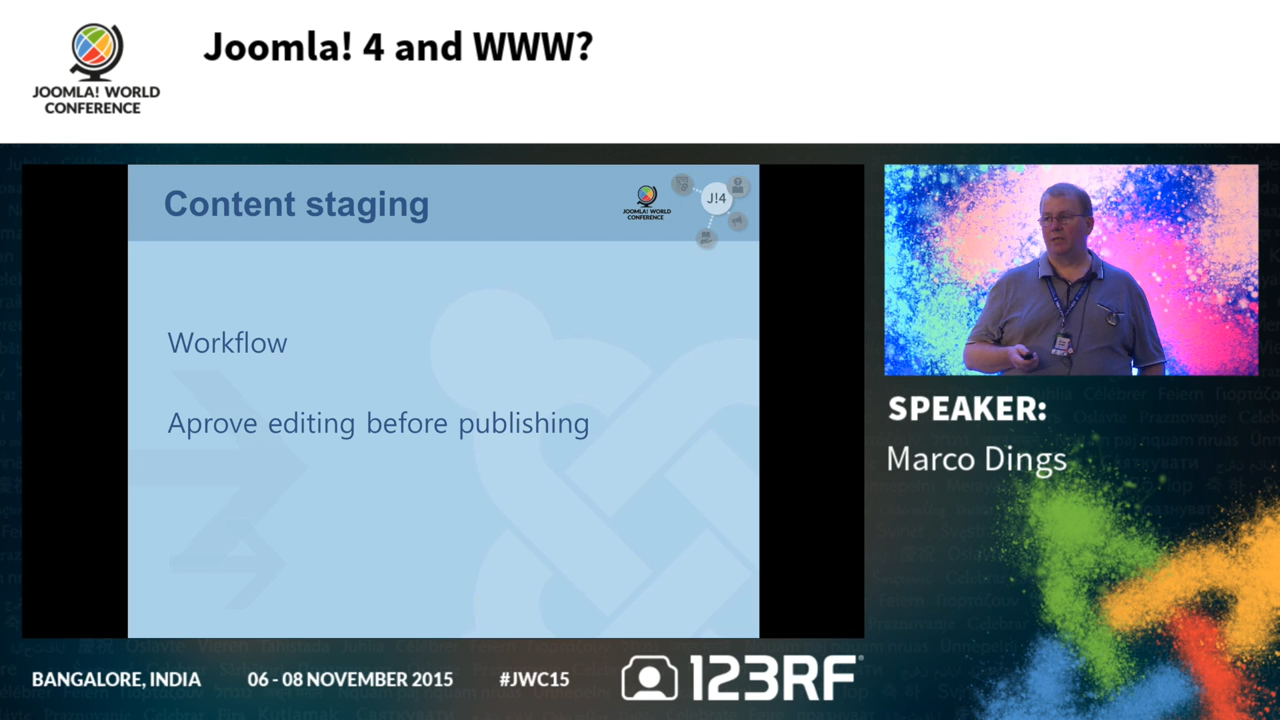 JOOMLA! WORLD
CONFERENCE
Joomla! 4 and WWW?
Content staging
JOOMLA! WORLD
CONFERENCE
J!4
Workflow
Aprove editing before publishing
SPEAKER:
Marco Dings
BANGALORE, INDIA
06 - 08 NOVEMBER 2015
#JWC15
123RF